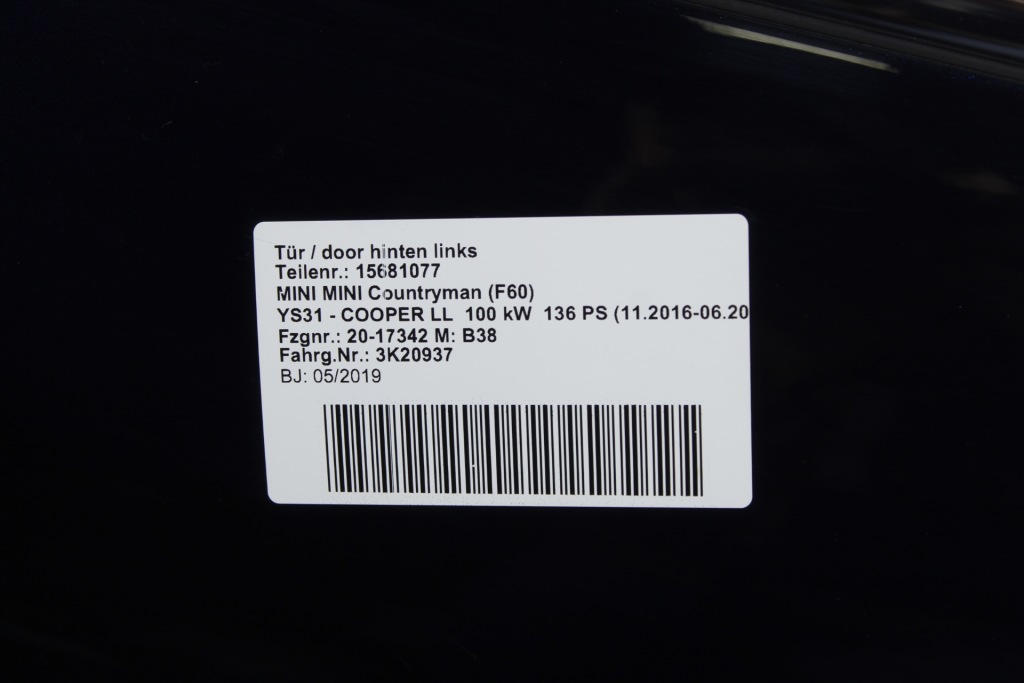 Tür / door hinten links
Teilenr.: 15681077
MINI MINI Countryman (F60)
YS31 - COOPER LL 100 kW 136 PS (11.2016-06.20
Fzgnr.: 20-17342 M: B38
Fahrg.Nr.: 3K20937
BJ: 05/2019